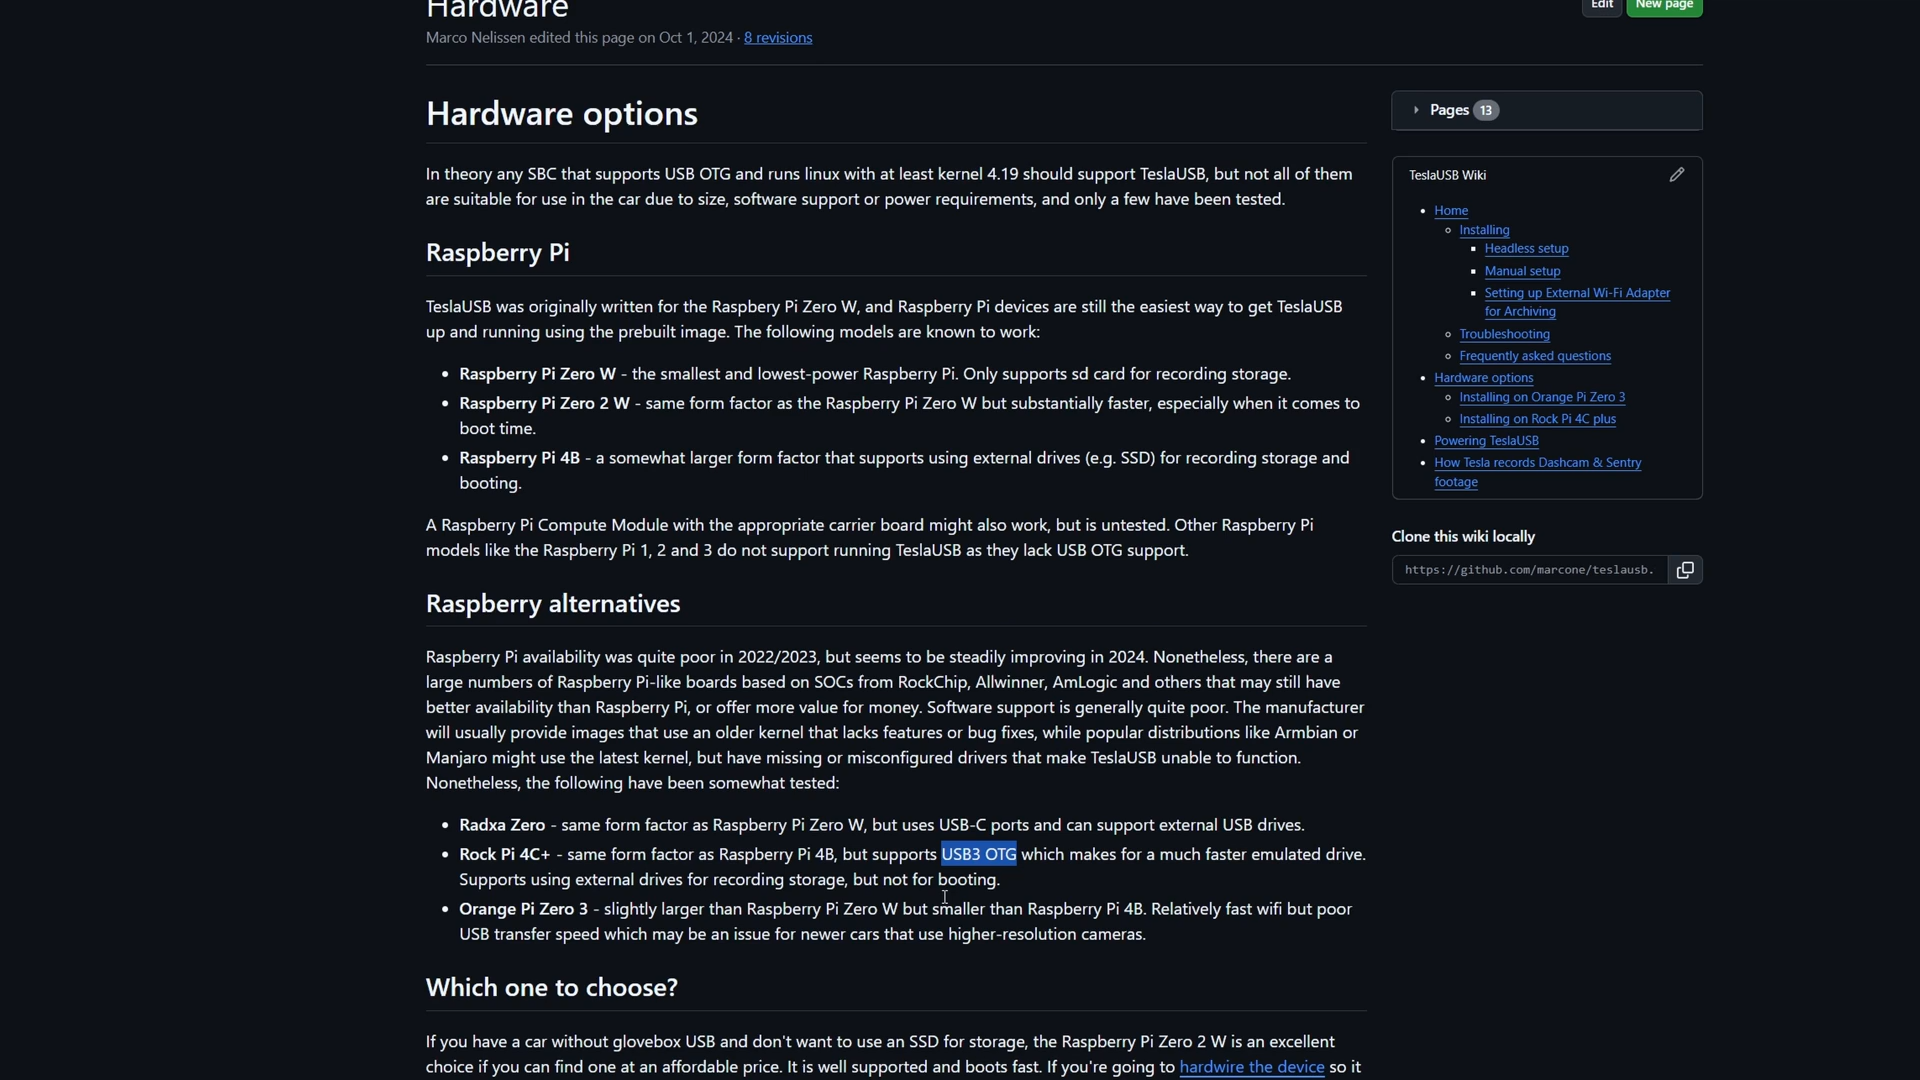 Hardware
Edit
New page
Marco Nelissen edited this page on Oct 1, 2024 · 8 revisions
Hardware options
In theory any SBC that supports USB OTG and runs linux with at least kernel 4.19 should support TeslaUSB, but not all of them
are suitable for use in the car due to size, software support or power requirements, and only a few have been tested.
Raspberry Pi
TeslaUSB was originally written for the Raspbery Pi Zero W, and Raspberry Pi devices are still the easiest way to get TeslaUSB
up and running using the prebuilt image. The following models are known to work:
• Raspberry Pi Zero W - the smallest and lowest-power Raspberry Pi. Only supports sd card for recording storage.
• Raspberry Pi Zero 2 W - same form factor as the Raspberry Pi Zero W but substantially faster, especially when it comes to
boot time.
• Raspberry Pi 4B - a somewhat larger form factor that supports using external drives (e.g. SSD) for recording storage and
booting.
A Raspberry Pi Compute Module with the appropriate carrier board might also work, but is untested. Other Raspberry Pi
models like the Raspberry Pi 1, 2 and 3 do not support running TeslaUSB as they lack USB OTG support.
Raspberry alternatives
Raspberry Pi availability was quite poor in 2022/2023, but seems to be steadily improving in 2024. Nonetheless, there are a
large numbers of Raspberry Pi-like boards based on SOCs from RockChip, Allwinner, AmLogic and others that may still have
better availability than Raspberry Pi, or offer more value for money. Software support is generally quite poor. The manufacturer
will usually provide images that use an older kernel that lacks features or bug fixes, while popular distributions like Armbian or
Manjaro might use the latest kernel, but have missing or misconfigured drivers that make TeslaUSB unable to function.
Nonetheless, the following have been somewhat tested:
• Radxa Zero - same form factor as Raspberry Pi Zero W, but uses USB-C ports and can support external USB drives.
• Rock Pi 4C+ - same form factor as Raspberry Pi 4B, but supports USB3 OTG which makes for a much faster emulated drive.
Supports using external drives for recording storage, but not for booting.
• Orange Pi Zero 3 - slightly larger than Raspberry Pi Zero W but smaller than Raspberry Pi 4B. Relatively fast wifi but poor
USB transfer speed which may be an issue for newer cars that use higher-resolution cameras.
Which one to choose?
If you have a car without glovebox USB and don't want to use an SSD for storage, the Raspberry Pi Zero 2 W is an excellent
choice if you can find one at an affordable price. It is well supported and boots fast. If you're going to hardwire the device so it
Pages 13
TeslaUSB Wiki
Home
Installing
Headless setup
Manual setup
Setting up External Wi-Fi Adapter
for Archiving
Troubleshooting
Frequently asked questions
Hardware options
Installing on Orange Pi Zero 3
Installing on Rock Pi 4C plus
Powering TeslaUSB
How Tesla records Dashcam & Sentry
footage
Clone this wiki locally
https://github.com/marcone/teslausb.